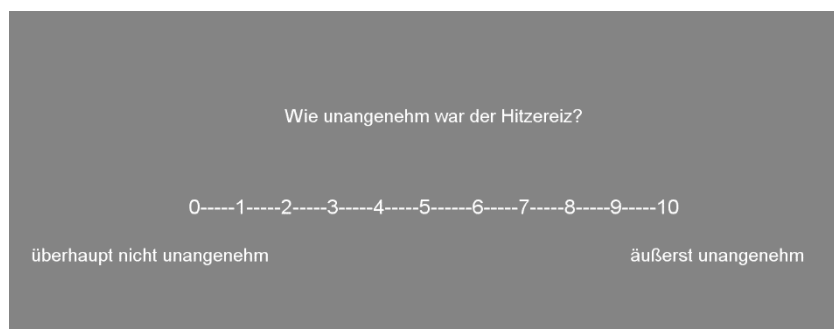 Wie unangenehm war der Hitzereiz?
0-----1-----2-----3-----4-----5------6-----7-----8-----9-----10
überhaupt nicht unangenehm äußerst unangenehm